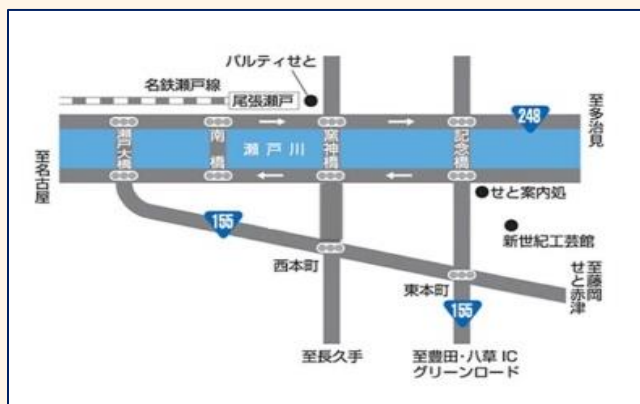 パルティせと
名鉄瀬戸線
尾張瀬戸
至多治見
248
瀬戸大橋
南橋
瀬戸川
窯神橋
記念橋
至名古屋
せと案内処
155
新世紀工芸館
西本町
東本町
至藤岡
せと赤津
155
至長久手
至豊田・八草 IC
グリーンロード